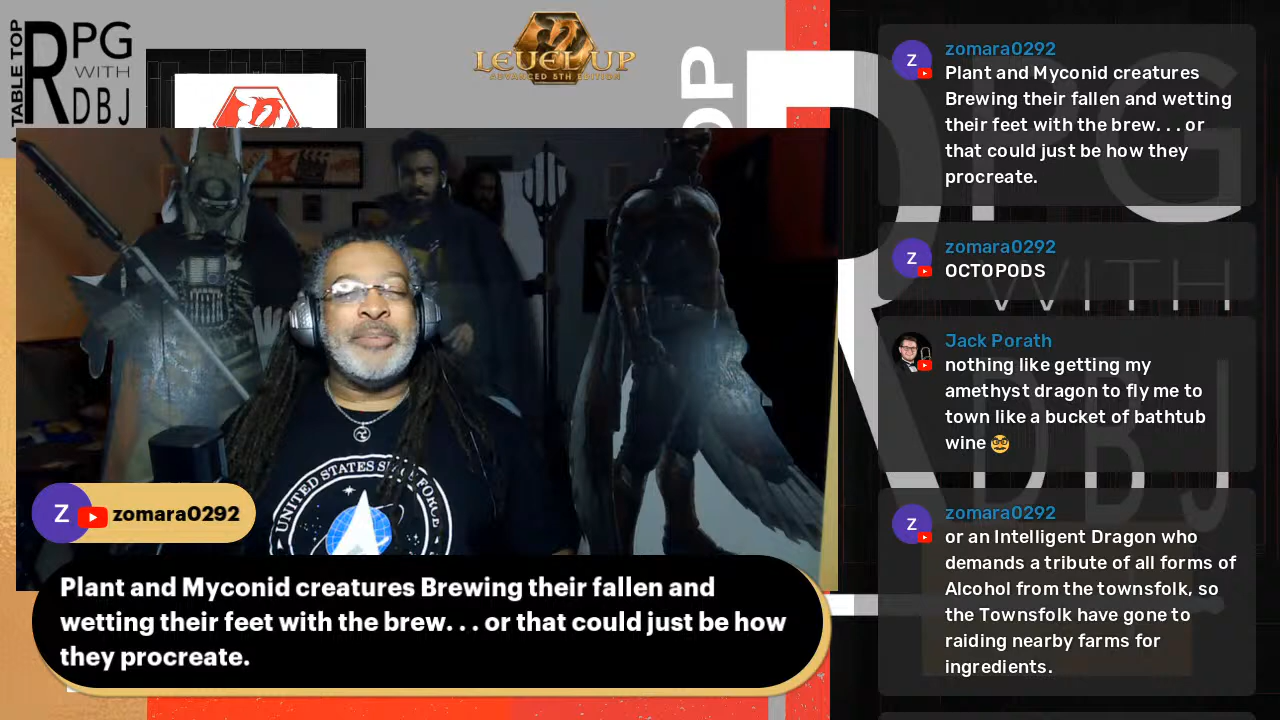 TABLE TOP
RPG
WITH
DBJ
LEVEL UP
ADVANCED 5TH EDITION
UNITED STATES SPACE FORCE
zomara0292
Plant and Myconid creatures Brewing their fallen and
wetting their feet with the brew. . . or that could just be how
they procreate.
zomara0292
Plant and Myconid creatures
Brewing their fallen and wetting
their feet with the brew. . . or
that could just be how they
procreate.
zomara0292
OCTOPODS
Jack Porath
nothing like getting my
amethyst dragon to fly me to
town like a bucket of bathtub
wine 🥸
zomara0292
or an Intelligent Dragon who
demands a tribute of all forms of
Alcohol from the townsfolk, so
the Townsfolk have gone to
raiding nearby farms for
ingredients.